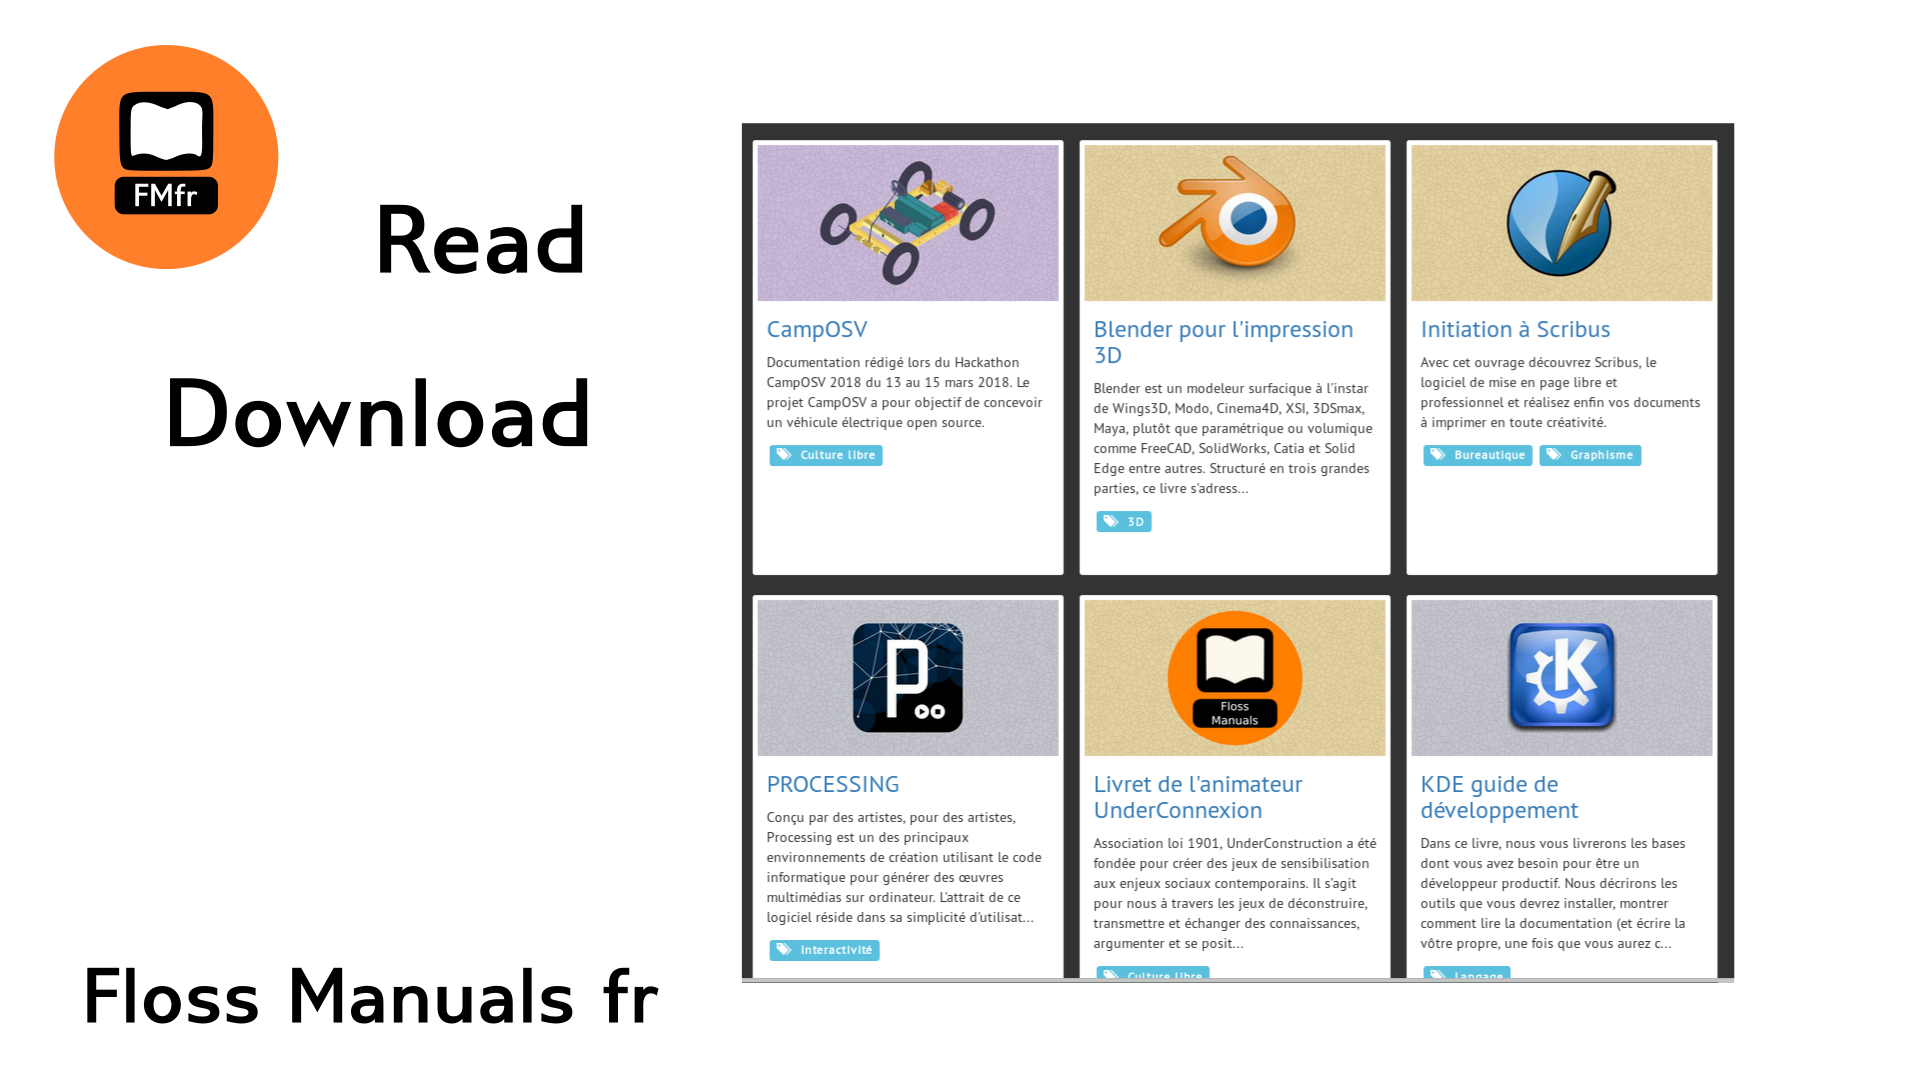 FMfr
Read
Download
Floss Manuals fr
CampOSV
Documentation rédigé lors du Hackathon
CampOSV 2018 du 13 au 15 mars 2018. Le
projet CampOSV a pour objectif de concevoir
un véhicule électrique open source.
Culture libre
Blender pour l'impression
3D
Blender est un modeleur surfacique à l'instar
de Wings3D, Modo, Cinema4D, XSI, 3DSmax,
Maya, plutôt que paramétrique ou volumique
comme FreeCAD, SolidWorks, Catia et Solid
Edge entre autres. Structuré en trois grandes
parties, ce livre s'adress...
3D
Initiation à Scribus
Avec cet ouvrage découvrez Scribus, le
logiciel de mise en page libre et
professionnel et réalisez enfin vos documents
à imprimer en toute créativité.
Bureautique Graphisme
P
PROCESSING
Conçu par des artistes, pour des artistes,
Processing est un des principaux
environnements de création utilisant le code
informatique pour générer des œuvres
multimédias sur ordinateur. L'attrait de ce
logiciel réside dans sa simplicité d'utilisat...
Interactivité
Floss
Manuals
Livret de l'animateur
UnderConnexion
Association loi 1901, UnderConstruction a été
fondée pour créer des jeux de sensibilisation
aux enjeux sociaux contemporains. Il s'agit
pour nous à travers les jeux de déconstruire,
transmettre et échanger des connaissances,
argumenter et se posit...
Culture libre
K
KDE guide de
développement
Dans ce livre, nous vous livrerons les bases
dont vous avez besoin pour être un
développeur productif. Nous décrirons les
outils que vous devrez installer, montrer
comment lire la documentation (et écrire la
vôtre propre, une fois que vous aurez c...
Langage